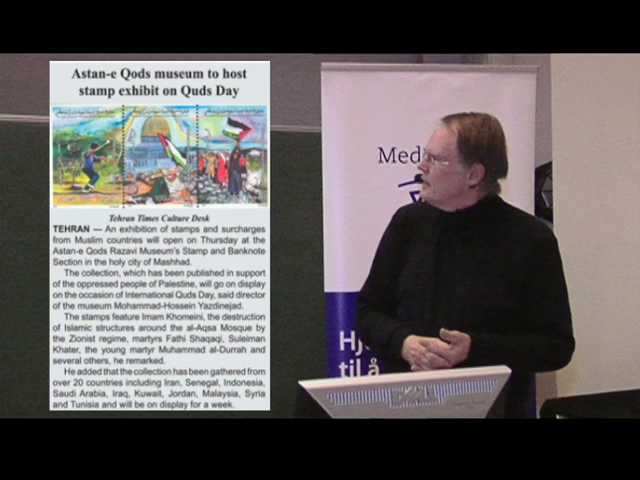 Astan-e Qods museum to host
stamp exhibit on Quds Day
Tehran Times Culture Desk
TEHRAN — An exhibition of stamps and surcharges
from Muslim countries will open on Thursday at the
Astan-e Qods Razavi Museum's Stamp and Banknote
Section in the holy city of Mashhad.
The collection, which has been published in support
of the oppressed people of Palestine, will go on display
on the occasion of International Quds Day, said director
of the museum Mohammad-Hossein Yazdinejad.
The stamps feature Imam Khomeini, the destruction
of Islamic structures around the al-Aqsa Mosque by
the Zionist regime, martyrs Fathi Shaqaqi, Suleiman
Khater, the young martyr Muhammad al-Durrah and
several others, he remarked.
He added that the collection has been gathered from
over 20 countries including Iran, Senegal, Indonesia,
Saudi Arabia, Iraq, Kuwait, Jordan, Malaysia, Syria
and Tunisia and will be on display for a week.
Med
Hj
til å